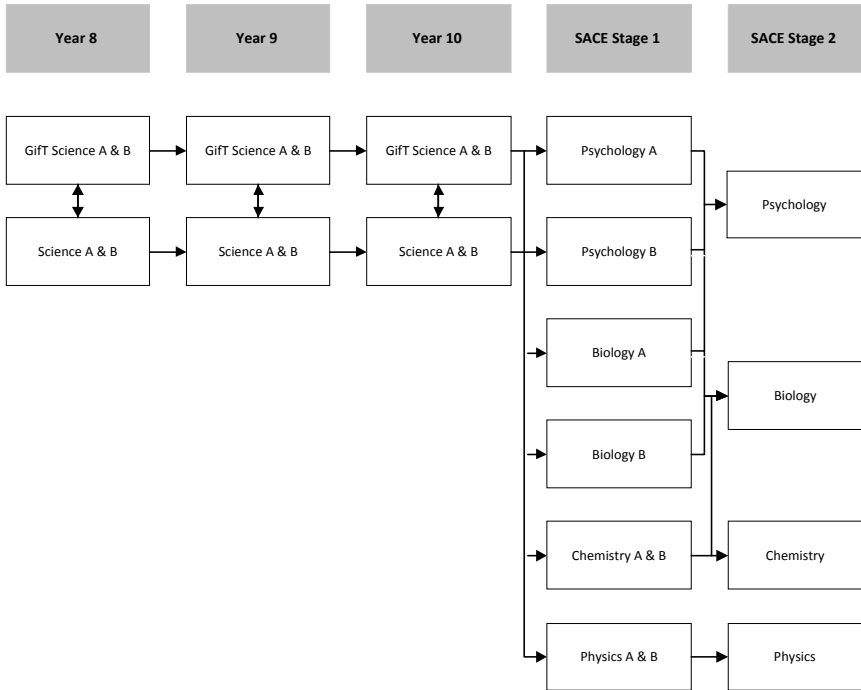 Year 8
Year 9
Year 10
SACE Stage 1
SACE Stage 2
GifT Science A & B
GifT Science A & B
GifT Science A & B
Psychology A
Psychology
Science A & B
Science A & B
Science A & B
Psychology B
Biology A
Biology
Biology B
Chemistry A & B
Chemistry
Physics A & B
Physics